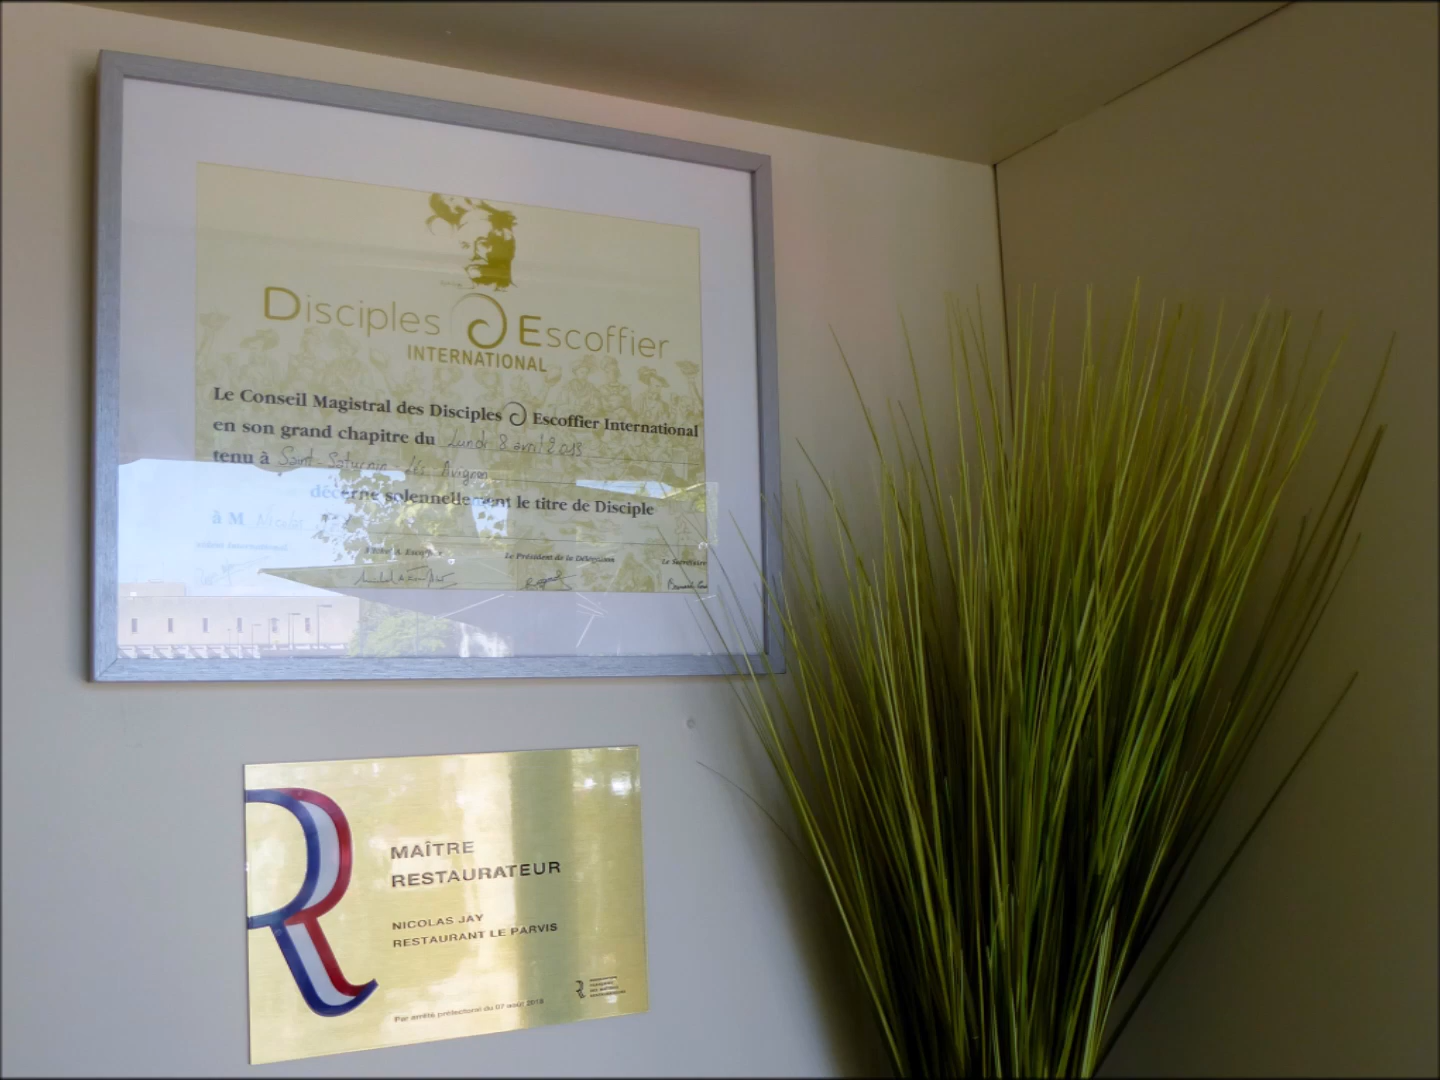 Disciples Escoffier
INTERNATIONAL
Le Conseil Magistral des Disciples Escoffier International
en son grand chapitre du Lundi 8 avril 2019
tenu à Saint-Saturnin lès Avignon
décerne solennellement le titre de Disciple
à M Nicolas
Le Président de la Délégation
Le Secrétaire
MAÎTRE
RESTAURATEUR
NICOLAS JAY
RESTAURANT LE PARVIS
Par arrêté préfectoral du 07 août 2018